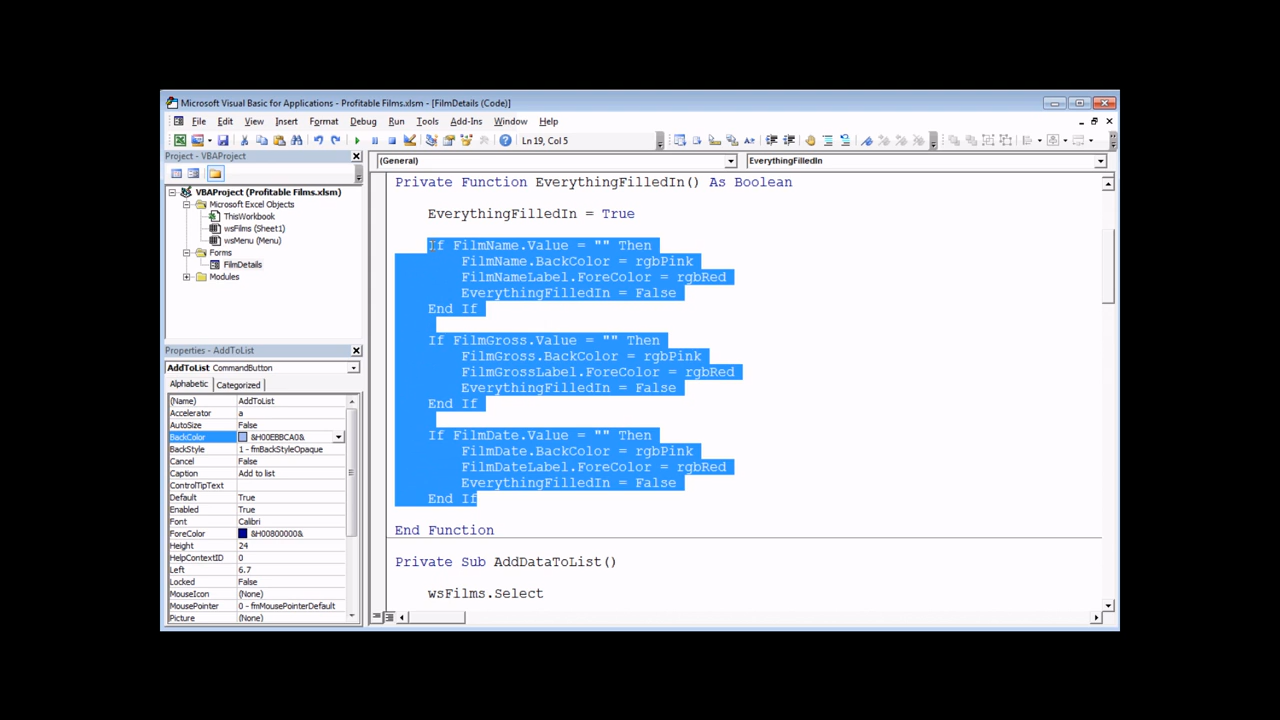 Microsoft Visual Basic for Applications - Profitable Films.xlsm - [FilmDetails (Code)]
File Edit View Insert Format Debug Run Tools Add-Ins Window Help
Ln 19, Col 5
Project - VBAProject
VBAProject (Profitable Films.xlsm)
Microsoft Excel Objects
ThisWorkbook
wsFilms (Sheet1)
wsMenu (Menu)
Forms
FilmDetails
Modules
Properties - AddToList
AddToList CommandButton
Alphabetic Categorized
(Name) AddToList
Accelerator a
AutoSize False
BackColor &H00EBBCA0&
BackStyle 1 - fmBackStyleOpaque
Cancel False
Caption Add to list
ControlTipText
Default True
Enabled True
Font Calibri
ForeColor &H00800000&
Height 24
HelpContextID 0
Left 6.7
Locked False
MouseIcon (None)
MousePointer 0 - fmMousePointerDefault
Picture (None)
(General) EverythingFilledIn
Private Function EverythingFilledIn() As Boolean
EverythingFilledIn = True
If FilmName.Value = "" Then
FilmName.BackColor = rgbPink
FilmNameLabel.ForeColor = rgbRed
EverythingFilledIn = False
End If
If FilmGross.Value = "" Then
FilmGross.BackColor = rgbPink
FilmGrossLabel.ForeColor = rgbRed
EverythingFilledIn = False
End If
If FilmDate.Value = "" Then
FilmDate.BackColor = rgbPink
FilmDateLabel.ForeColor = rgbRed
EverythingFilledIn = False
End If
End Function
Private Sub AddDataToList()
wsFilms.Select